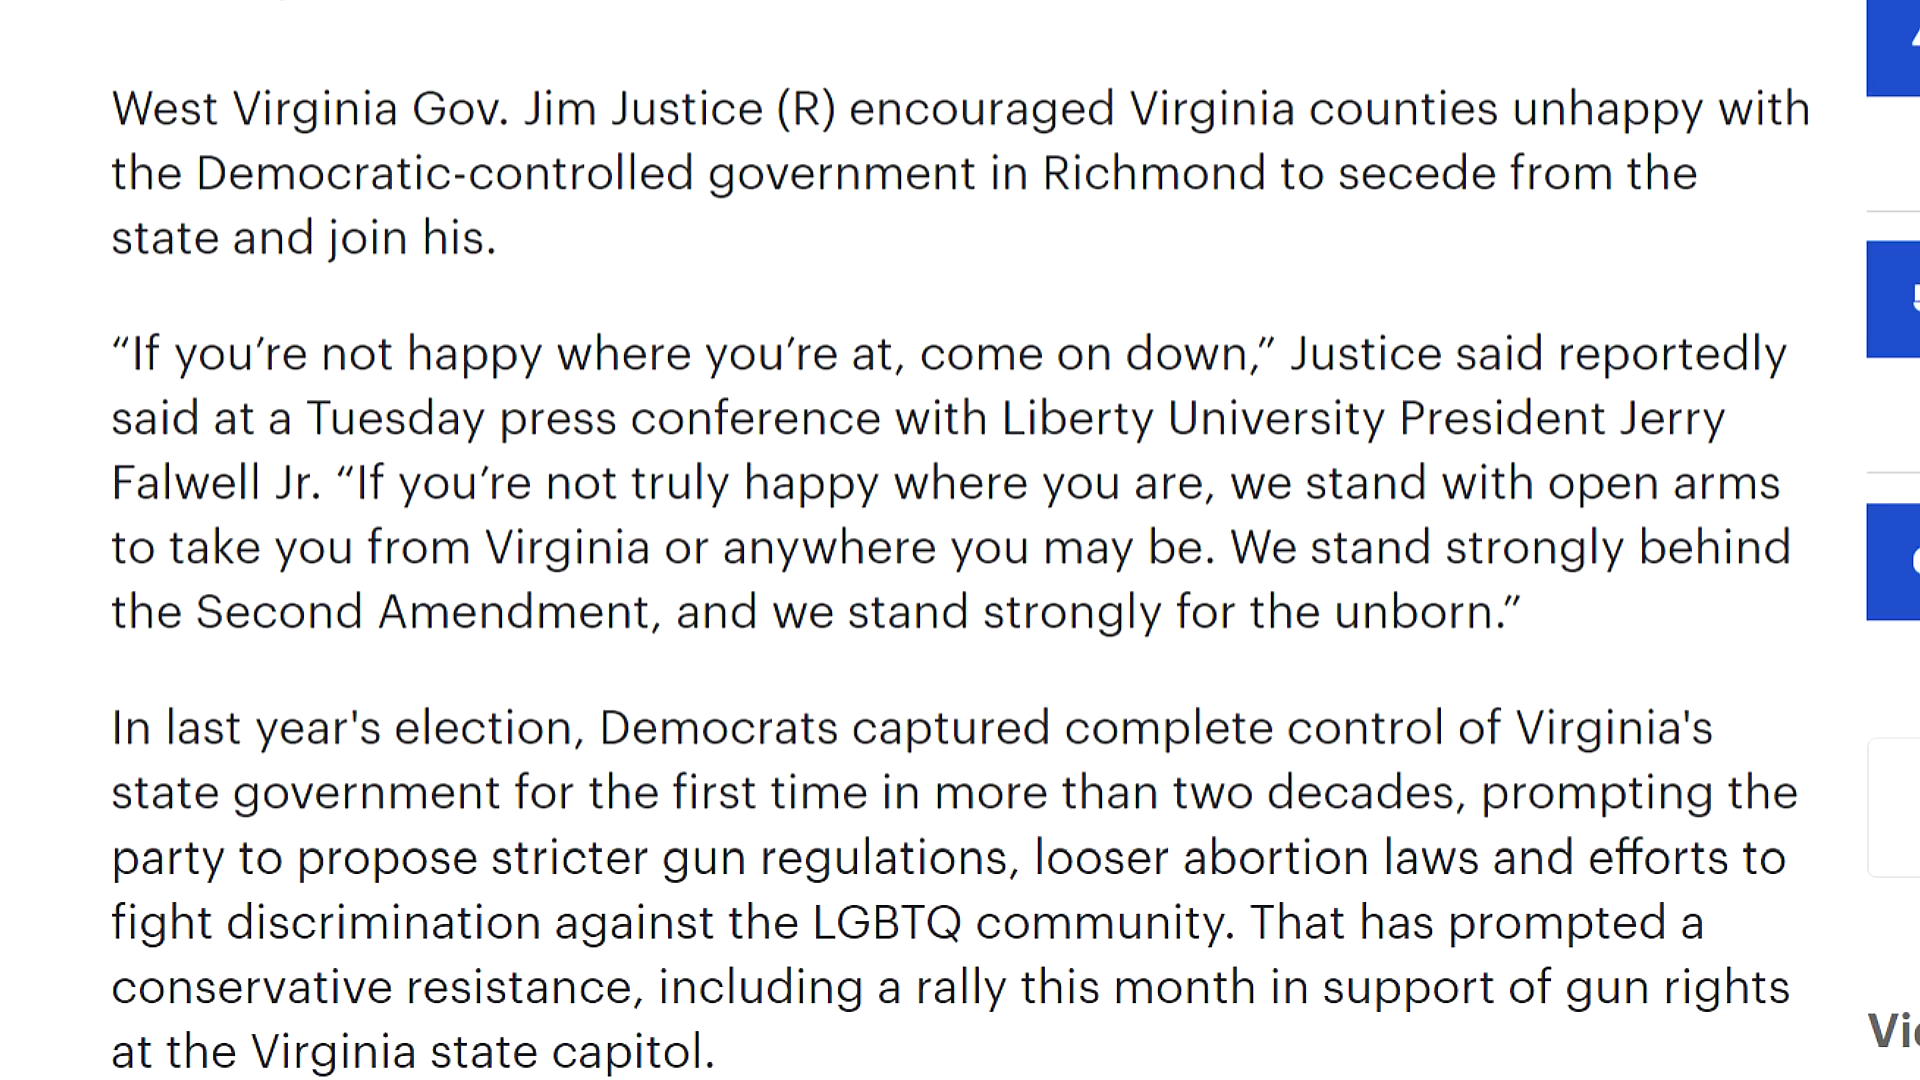 West Virginia Gov. Jim Justice (R) encouraged Virginia counties unhappy with
the Democratic-controlled government in Richmond to secede from the
state and join his.
“If you’re not happy where you’re at, come on down,” Justice said reportedly
said at a Tuesday press conference with Liberty University President Jerry
Falwell Jr. “If you’re not truly happy where you are, we stand with open arms
to take you from Virginia or anywhere you may be. We stand strongly behind
the Second Amendment, and we stand strongly for the unborn.”
In last year's election, Democrats captured complete control of Virginia's
state government for the first time in more than two decades, prompting the
party to propose stricter gun regulations, looser abortion laws and efforts to
fight discrimination against the LGBTQ community. That has prompted a
conservative resistance, including a rally this month in support of gun rights
at the Virginia state capitol.